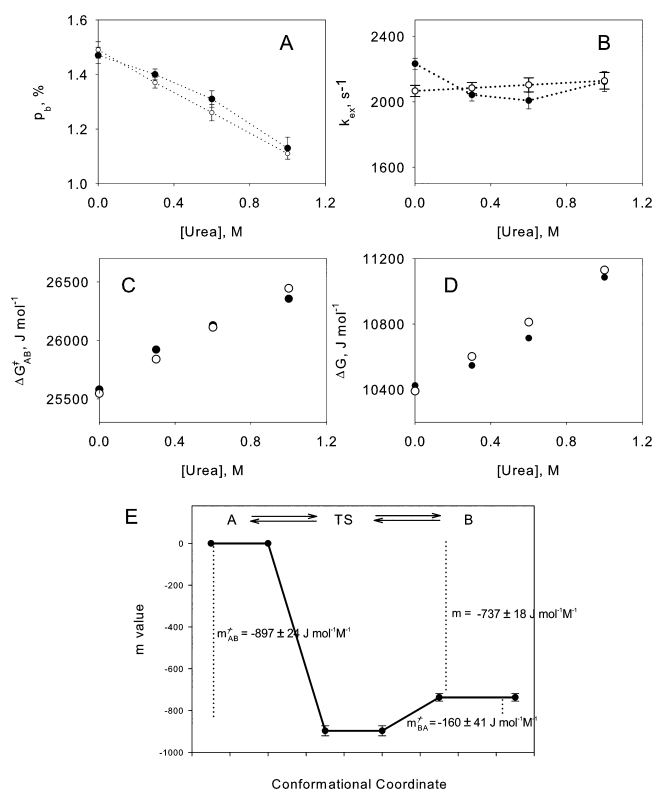 A
p_b, %
1.6
1.4
1.2
1.0
0.0 0.4 0.8 1.2
[Urea], M
B
k_ex, s⁻¹
2400
2000
1600
0.0 0.4 0.8 1.2
[Urea], M
C
ΔG‡_AB, J mol⁻¹
26500
26000
25500
0.0 0.4 0.8 1.2
[Urea], M
D
ΔG, J mol⁻¹
11200
10800
10400
0.0 0.4 0.8 1.2
[Urea], M
E
A TS B
m value
0
-200
-400
-600
-800
-1000
m‡_AB = -897 ± 24 J mol⁻¹M⁻¹
m = -737 ± 18 J mol⁻¹M⁻¹
m‡_BA = -160 ± 41 J mol⁻¹M⁻¹
Conformational Coordinate